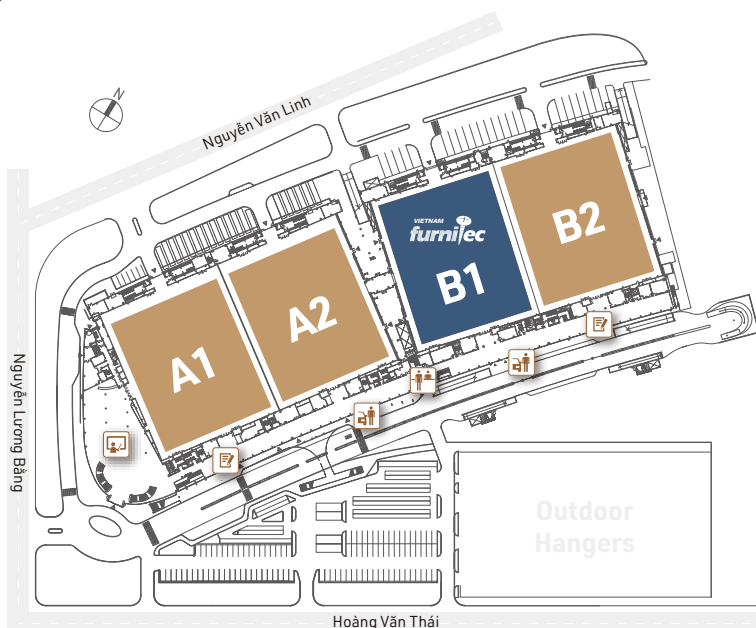 N
Nguyễn Văn Linh
VIETNAM
furnitec
B1
B2
A2
A1
Nguyễn Lương Bằng
Outdoor
Hangers
Hoàng Văn Thái